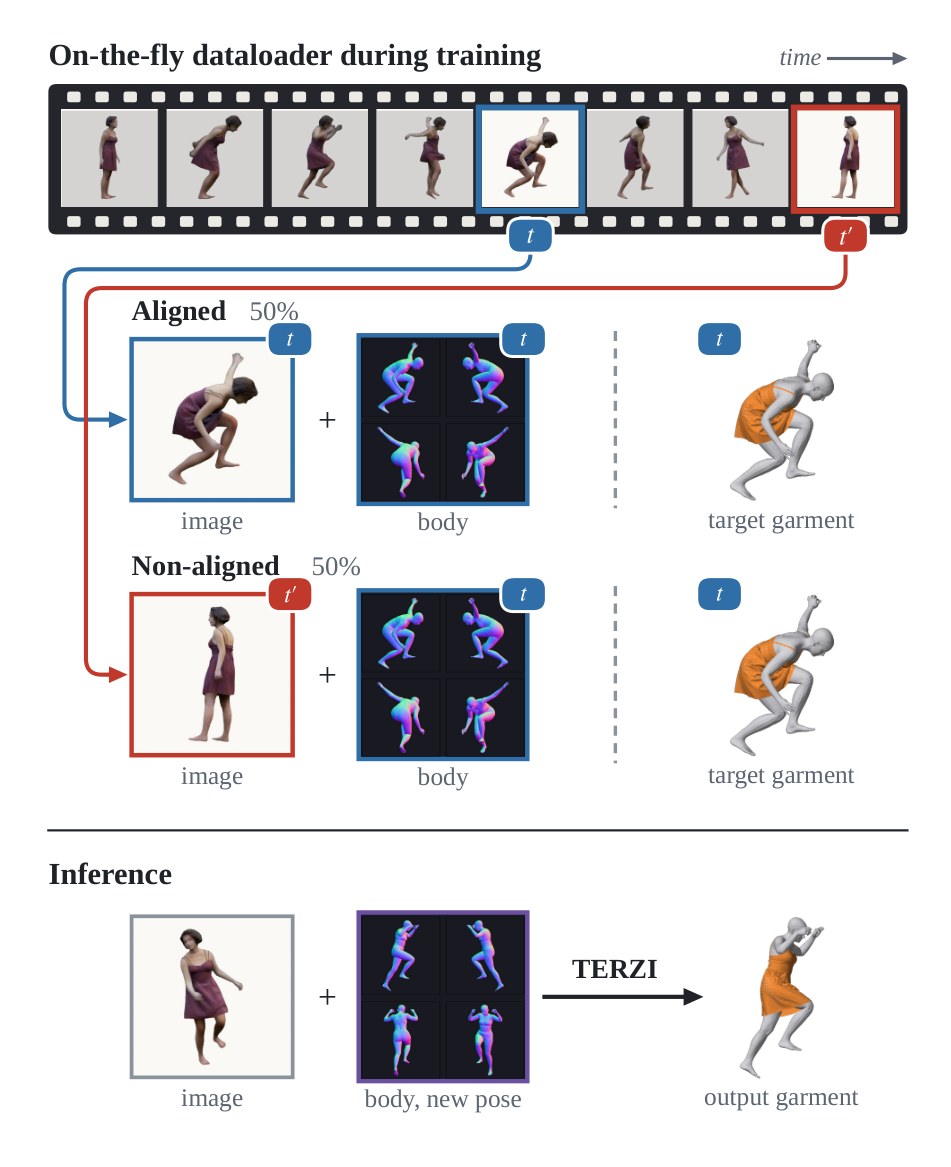 On-the-fly dataloader during training
time
t
t′
Aligned 50%
t
t
t
+
image
body
target garment
Non-aligned 50%
t′
t
t
+
image
body
target garment
Inference
+
TERZI
image
body, new pose
output garment